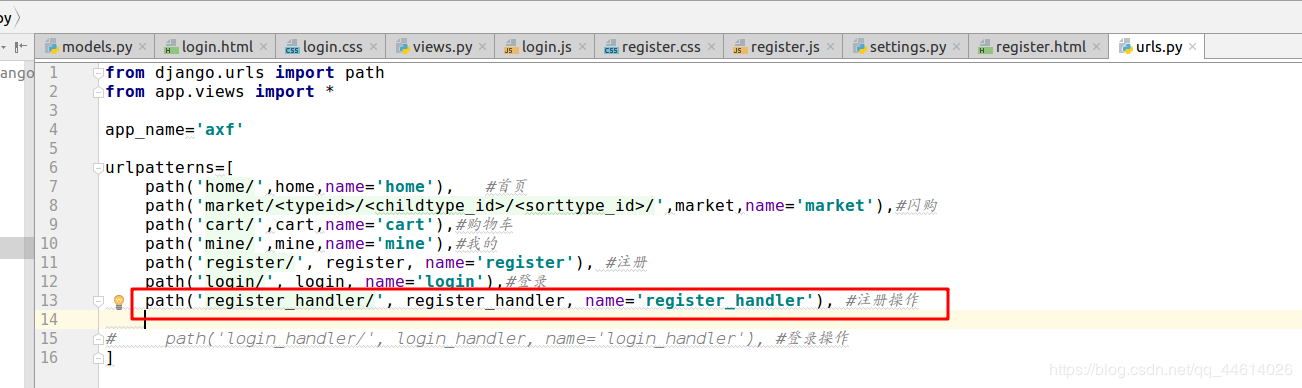 py
models.py login.html login.css views.py login.js register.css register.js settings.py register.html urls.py
ango
1 from django.urls import path
2 from app.views import *
3
4 app_name='axf'
5
6 urlpatterns=[
7 path('home/',home,name='home'), #首页
8 path('market/<typeid>/<childtype_id>/<sorttype_id>/',market,name='market'),#闪购
9 path('cart/',cart,name='cart'),#购物车
10 path('mine/',mine,name='mine'),#我的
11 path('register/', register, name='register'), #注册
12 path('login/', login, name='login'),#登录
13 path('register_handler/', register_handler, name='register_handler'), #注册操作
14
15 # path('login_handler/', login_handler, name='login_handler'), #登录操作
16 ]
https://blog.csdn.net/qq_44614026